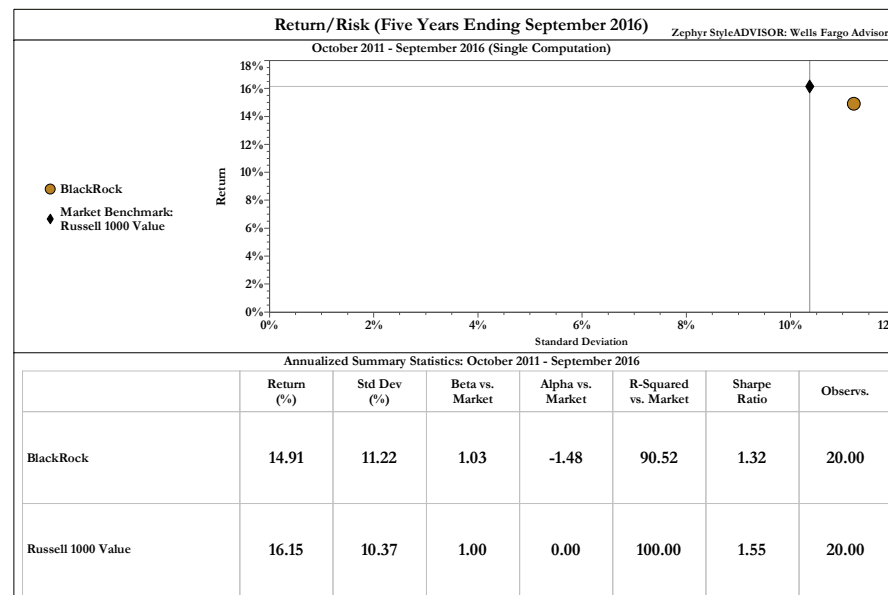 Return/Risk (Five Years Ending September 2016)
Zephyr StyleADVISOR: Wells Fargo Advisor
October 2011 - September 2016 (Single Computation)
18%
16%
14%
12%
10%
8%
6%
4%
2%
0%
Return
BlackRock
Market Benchmark:
Russell 1000 Value
0% 2% 4% 6% 8% 10% 12
Standard Deviation
Annualized Summary Statistics: October 2011 - September 2016
Return (%) Std Dev (%) Beta vs. Market Alpha vs. Market R-Squared vs. Market Sharpe Ratio Observs.
BlackRock 14.91 11.22 1.03 -1.48 90.52 1.32 20.00
Russell 1000 Value 16.15 10.37 1.00 0.00 100.00 1.55 20.00